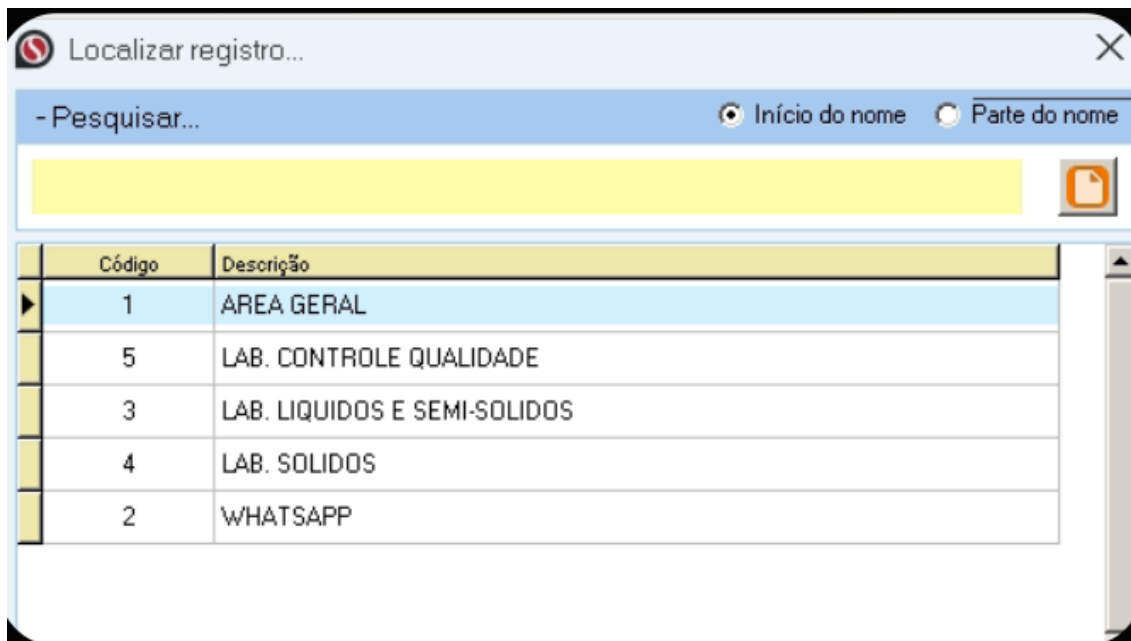 Localizar registro...
- Pesquisar... Início do nome Parte do nome
Código Descrição
1 AREA GERAL
5 LAB. CONTROLE QUALIDADE
3 LAB. LIQUIDOS E SEMI-SOLIDOS
4 LAB. SOLIDOS
2 WHATSAPP